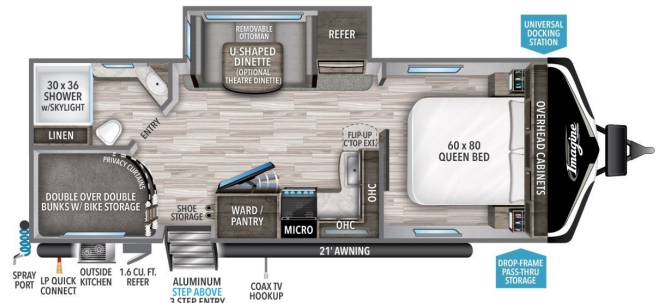 REMOVABLE
OTTOMAN
U-SHAPED
DINETTE
(OPTIONAL
THEATRE DINETTE)
REFER
UNIVERSAL
DOCKING
STATION
30 x 36
SHOWER
w/SKYLIGHT
LINEN
ENTRY
FLIP-UP
C'TOP EXT.
60 x 80
QUEEN BED
OVERHEAD CABINETS
Imagine
PRIVACY CURTAINS
DOUBLE OVER DOUBLE
BUNKS W/ BIKE STORAGE
SHOE
STORAGE
WARD /
PANTRY
MICRO
OHC
OHC
21' AWNING
SPRAY
PORT
LP QUICK
CONNECT
OUTSIDE
KITCHEN
1.6 CU. FT.
REFER
ALUMINUM
STEP ABOVE
3 STEP ENTRY
COAX TV
HOOKUP
DROP-FRAME
PASS-THRU
STORAGE